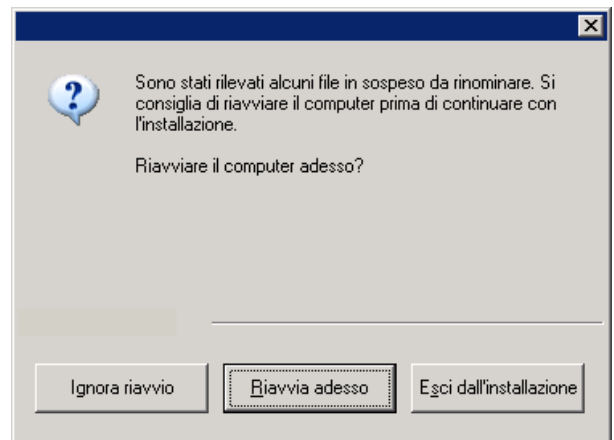 Sono stati rilevati alcuni file in sospeso da rinominare. Si
consiglia di riavviare il computer prima di continuare con
l'installazione.
Riavviare il computer adesso?
Ignora riavvio
Riavvia adesso
Esci dall'installazione